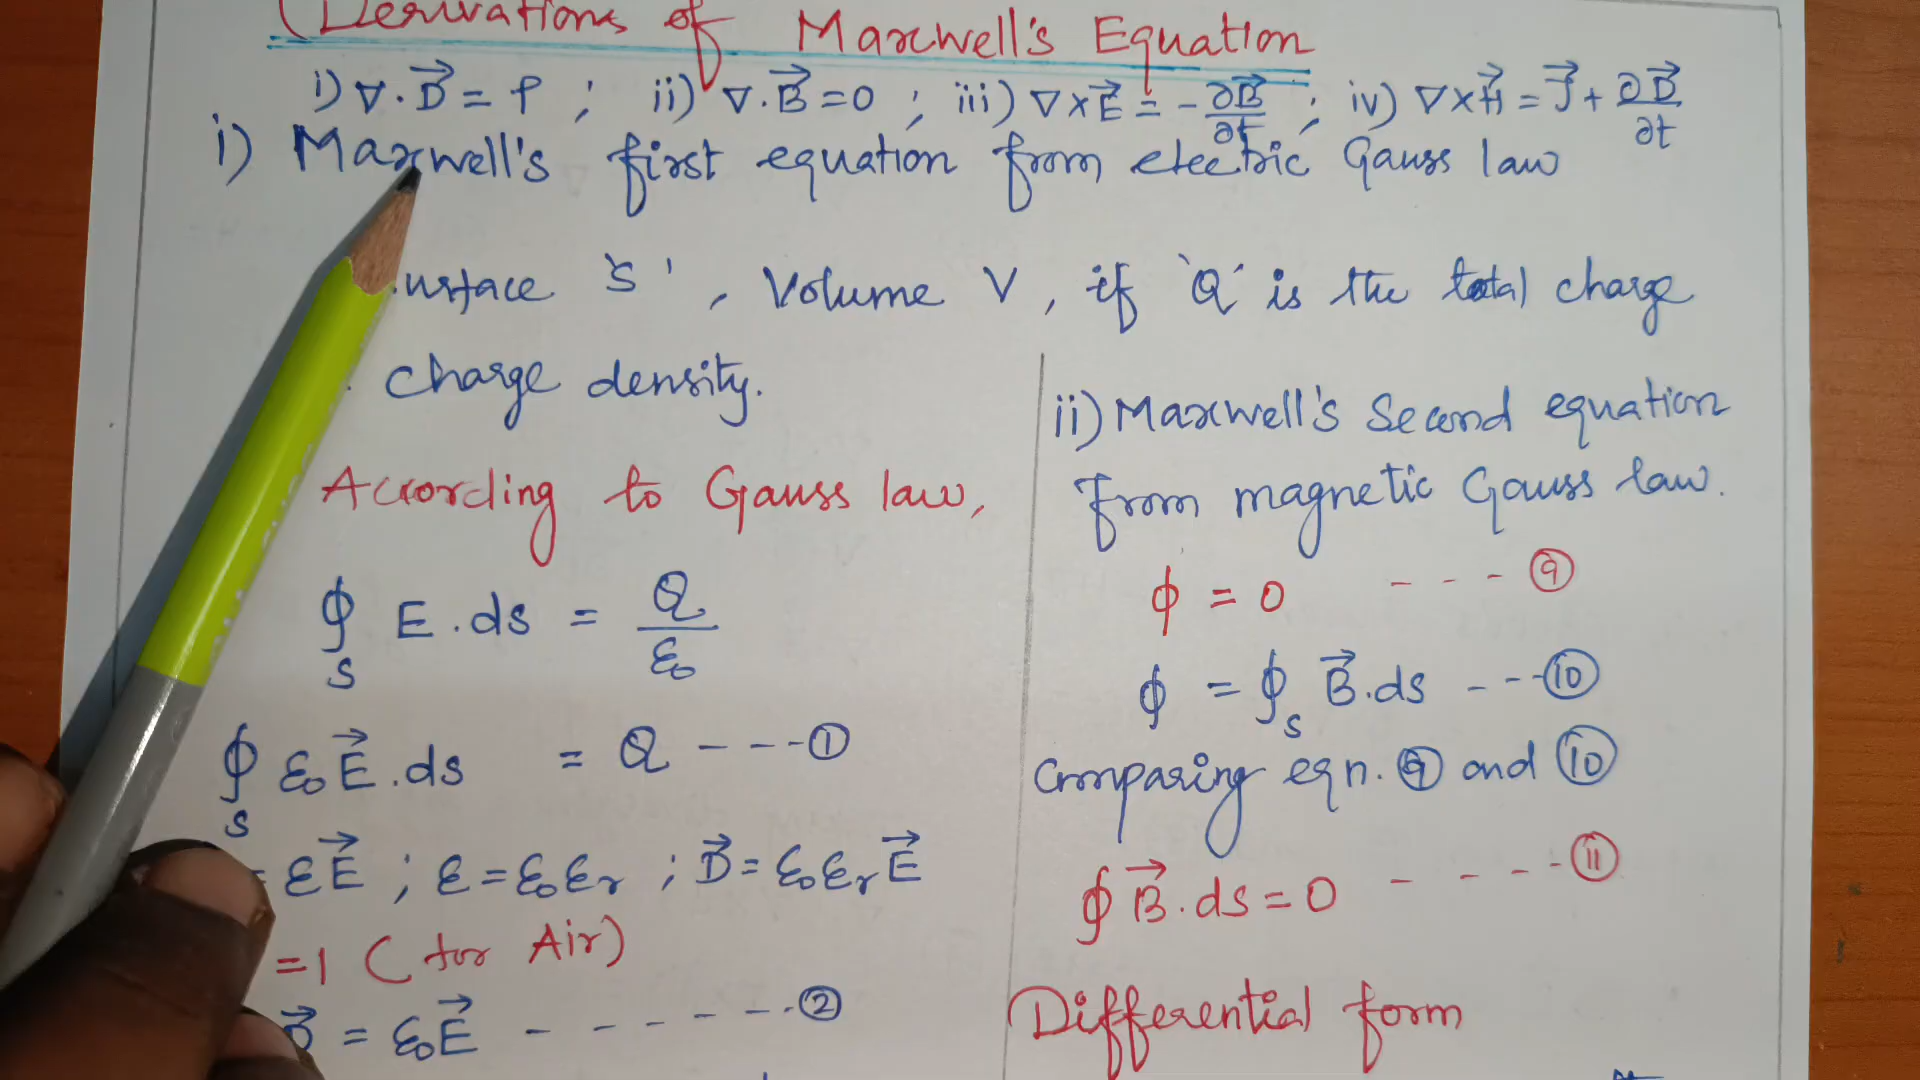 (Derivations of Maxwell's Equation
i) ∇.D⃗ = ρ ; ii) ∇.B⃗ = 0 ; iii) ∇×E⃗ = -∂B⃗/∂t ; iv) ∇×H⃗ = J⃗ + ∂D⃗/∂t
i) Maxwell's first equation from electric Gauss law
urface 'S' , Volume V , if 'Q' is the total charge
charge density.
According to Gauss law,
∮S E.ds = Q/ε₀
∮S ε₀E⃗.ds = Q - - - - ①
= εE⃗ ; ε = ε₀εr ; D⃗ = ε₀εrE⃗
=1 (for Air)
D⃗ = ε₀E⃗ - - - - - - - ②
ii) Maxwell's Second equation
from magnetic Gauss law.
ϕ = 0 - - - ⑨
ϕ = ∮S B⃗.ds - - - ⑩
Comparing eqn. ⑨ and ⑩
∮B⃗.ds = 0 - - - - ⑪
Differential form